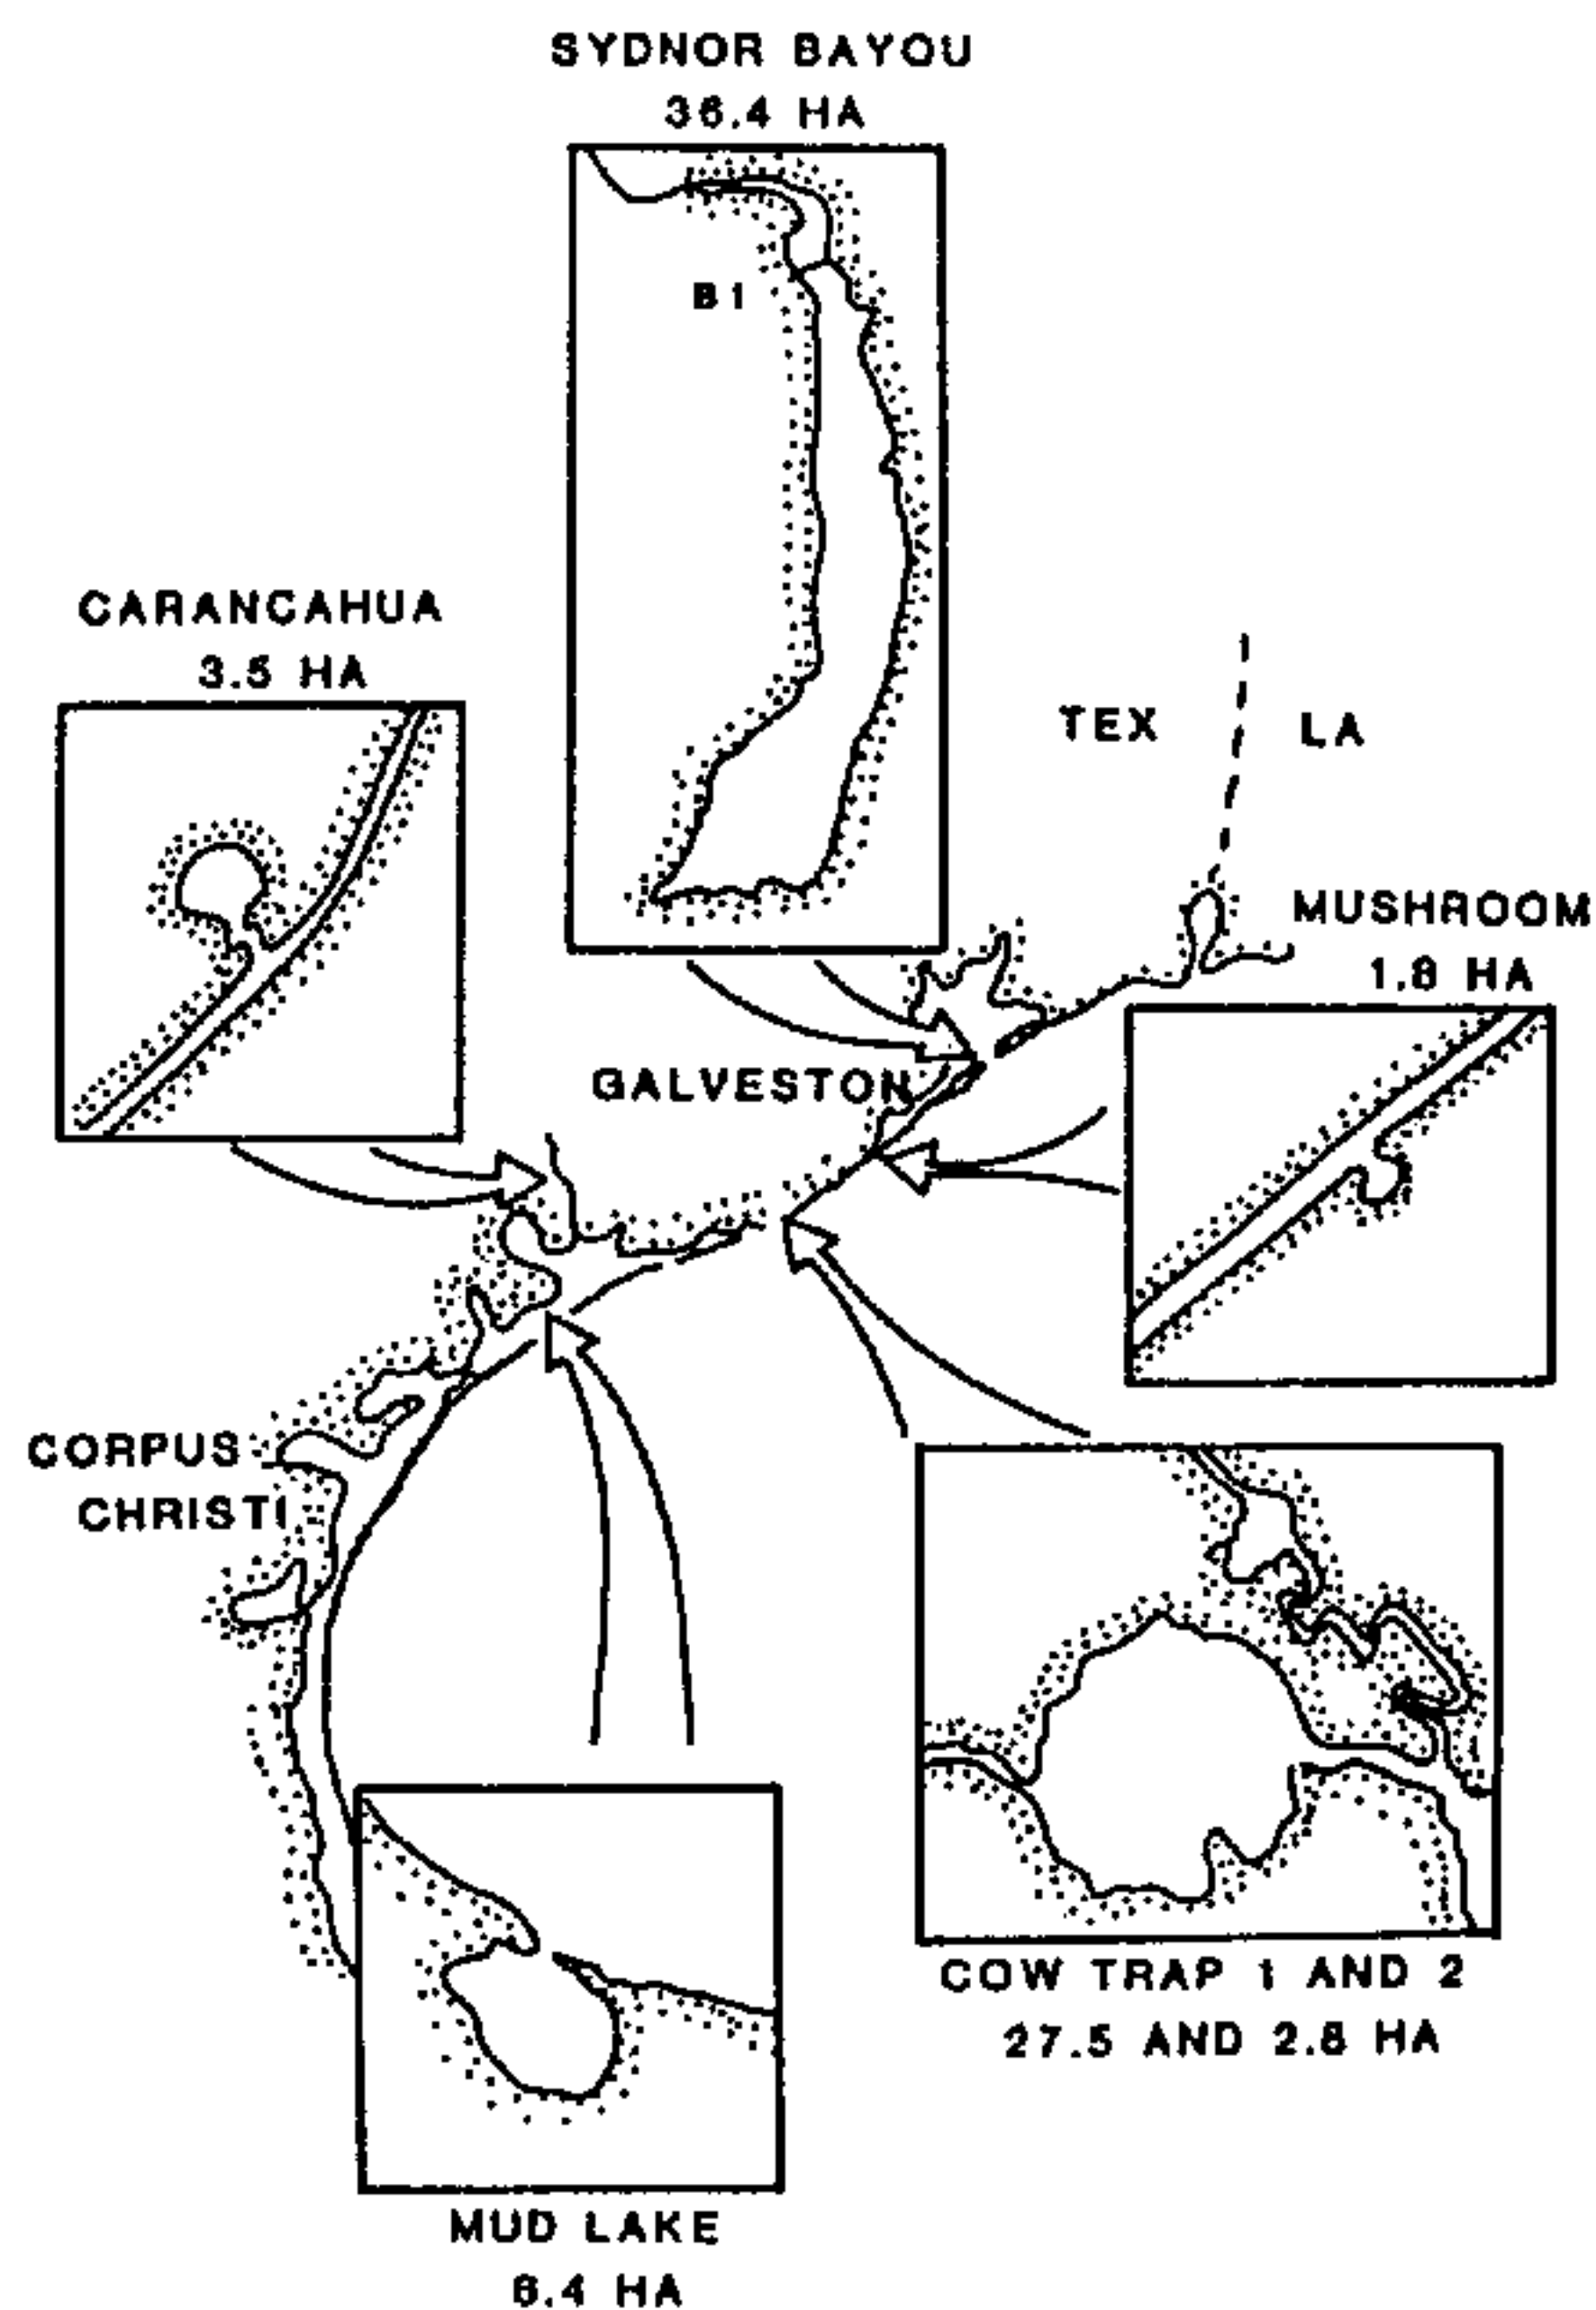 SYDNOR BAYOU
36.4 HA
B1
CARANCAHUA
3.5 HA
TEX
LA
MUSHROOM
1.8 HA
GALVESTON
CORPUS
CHRISTI
COW TRAP 1 AND 2
27.5 AND 2.8 HA
MUD LAKE
6.4 HA